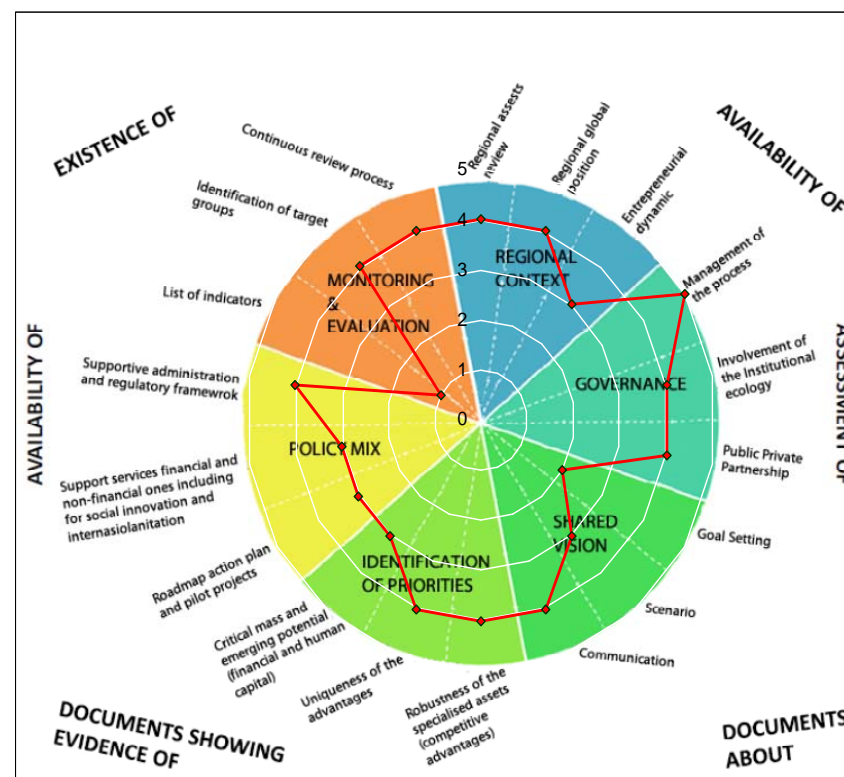 EXISTENCE OF
AVAILABILITY OF
Regional assests
review
Regional global
position
Entrepreneurial
dynamic
Continuous review process
Identification of target
groups
List of indicators
Management of
the process
Involvement of
the Institutional
ecology
Public Private
Partnership
Goal Setting
Scenario
Communication
Robustness of the
specialised assets
(competitive
advantages)
Uniqueness of the
advantages
Critical mass and
emerging potential
(financial and human
capital)
Roadmap action plan
and pilot projects
Support services financial and
non-financial ones including
for social innovation and
internasiolanitation
Supportive administration
and regulatory framewrok
5
4
3
2
1
0
REGIONAL
CONTEXT
MONITORING
&
EVALUATION
GOVERNANCE
POLICY MIX
SHARED
VISION
IDENTIFICATION
OF PRIORITIES
AVAILABILITY OF
ASSESSMENT OF
DOCUMENTS SHOWING
EVIDENCE OF
DOCUMENTS
ABOUT